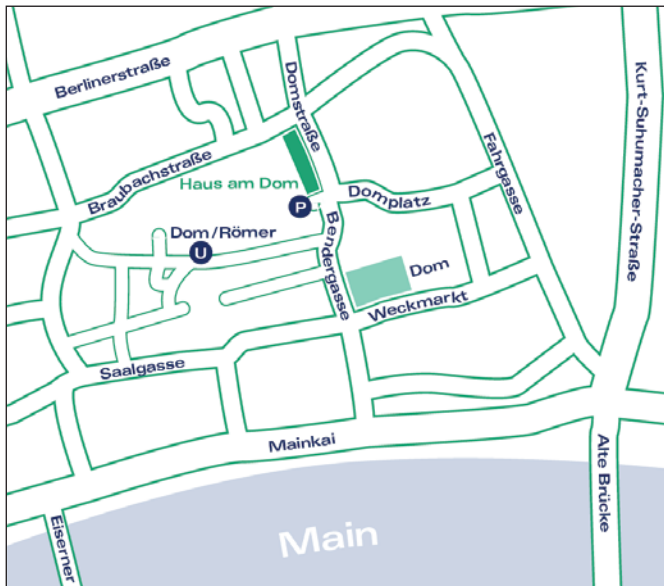 Berlinerstraße
Domstraße
Kurt-Suhumacher-Straße
Fahrgasse
Braubachstraße
Haus am Dom
P
Domplatz
Dom/Römer
U
Bendergasse
Dom
Weckmarkt
Saalgasse
Mainkai
Alte Brücke
Eiserner
Main